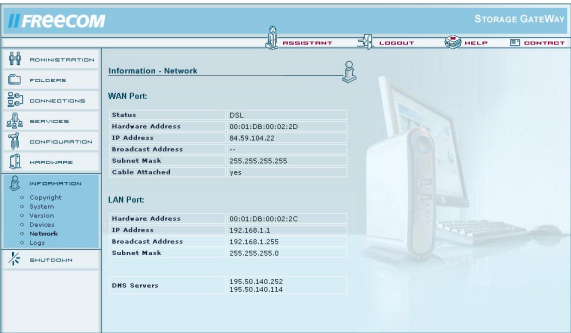 FREECOM
STORAGE GATEWAY
ASSISTANT
LOGOUT
HELP
CONTACT
ADMINISTRATION
FOLDERS
CONNECTIONS
SERVICES
CONFIGURATION
HARDWARE
INFORMATION
Copyright
System
Version
Devices
Network
Logs
SHUTDOWN
Information - Network
WAN Port:
Status DSL
Hardware Address 00:01:DB:00:02:2D
IP Address 84.59.104.22
Broadcast Address --
Subnet Mask 255.255.255.255
Cable Attached yes
LAN Port:
Hardware Address 00:01:DB:00:02:2C
IP Address 192.168.1.1
Broadcast Address 192.168.1.255
Subnet Mask 255.255.255.0
DNS Servers 195.50.140.252
195.50.140.114